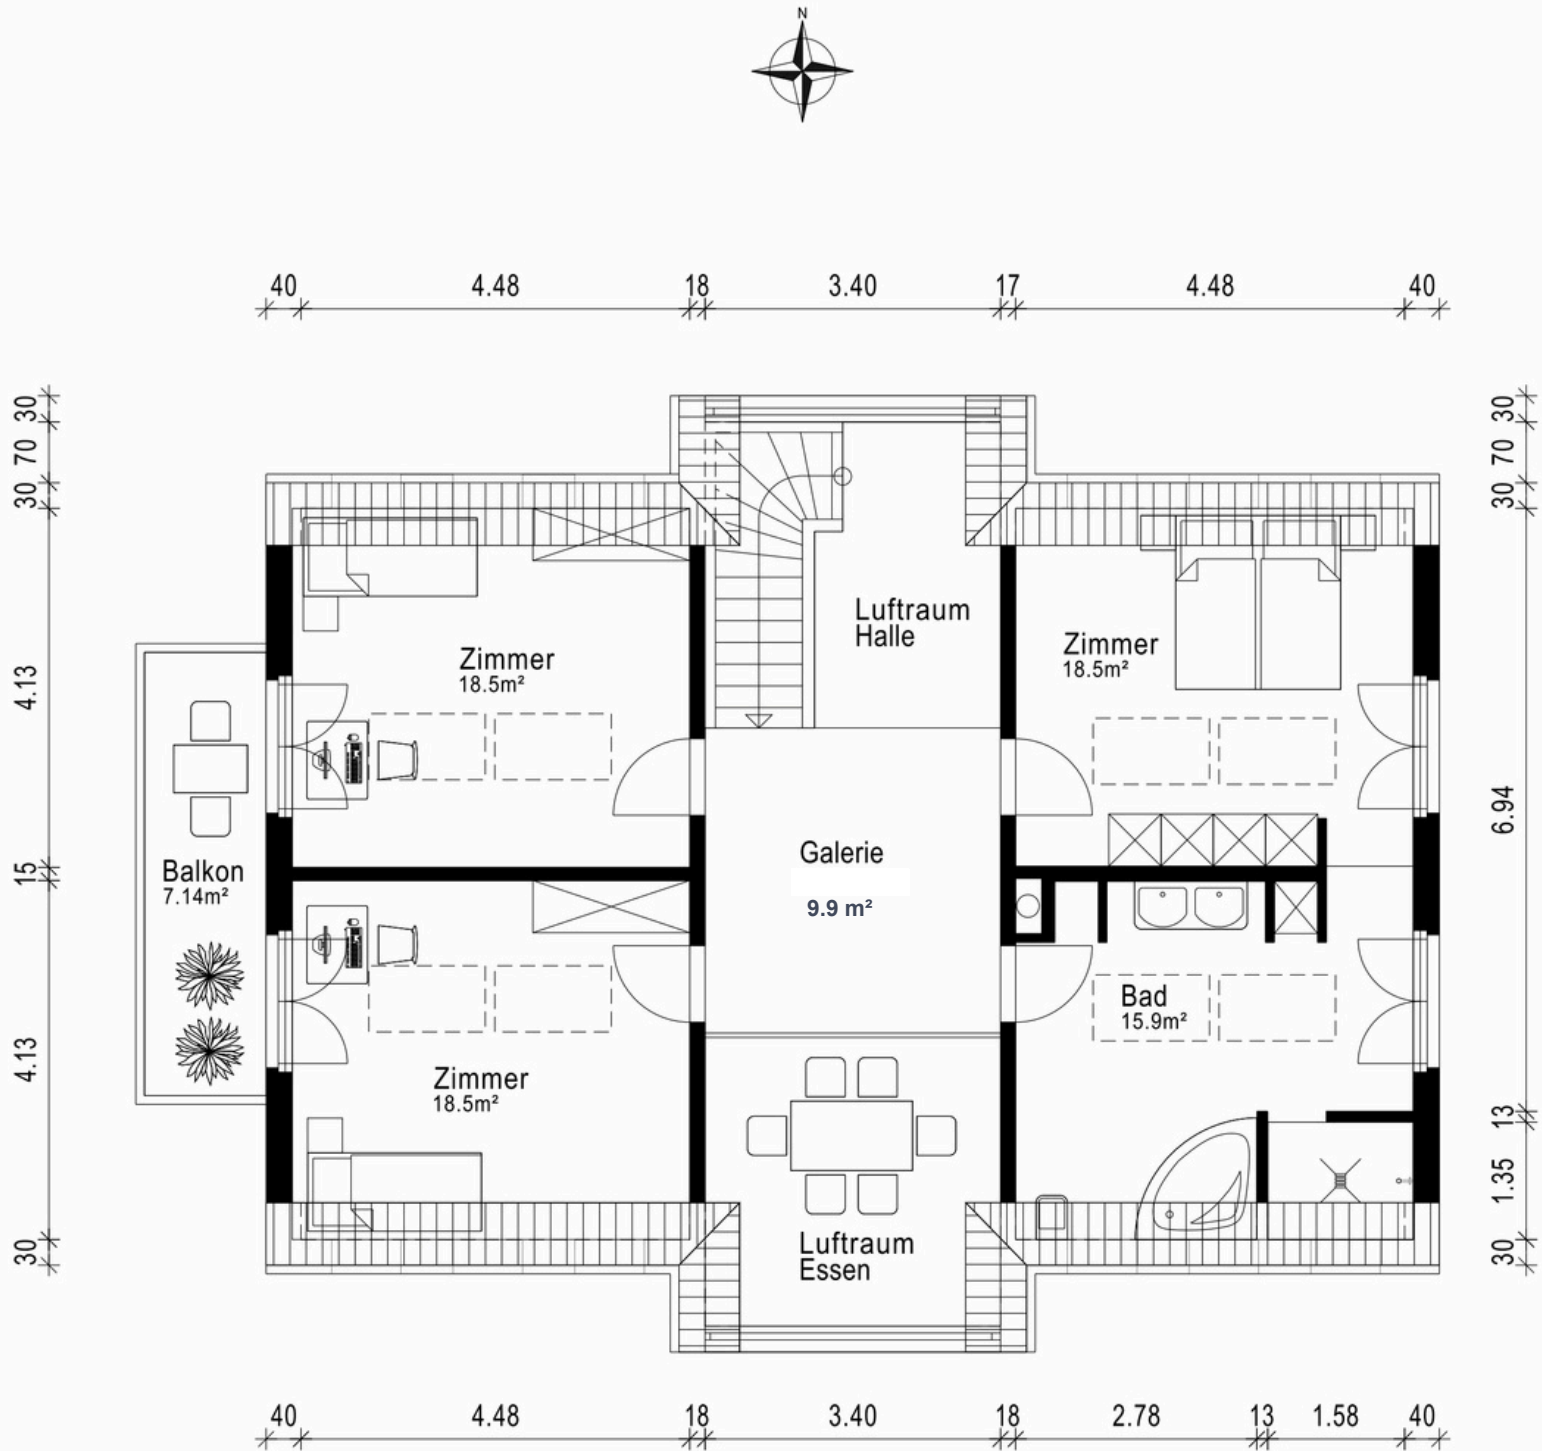 N
40 4.48 18 3.40 17 4.48 40
30
70
30
4.13
15
4.13
30
30
70
30
6.94
13
1.35
30
Luftraum
Halle
Zimmer
18.5m²
Zimmer
18.5m²
Galerie
9.9 m²
Balkon
7.14m²
Bad
15.9m²
Zimmer
18.5m²
Luftraum
Essen
40 4.48 18 3.40 18 2.78 13 1.58 40